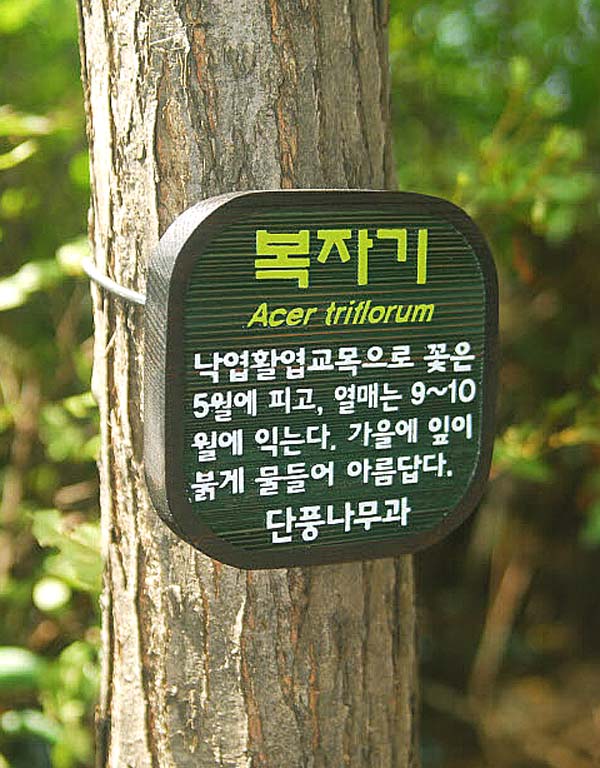 복자기
Acer triflorum
낙엽활엽교목으로 꽃은
5월에 피고, 열매는 9~10
월에 익는다. 가을에 잎이
붉게 물들어 아름답다.
단풍나무과